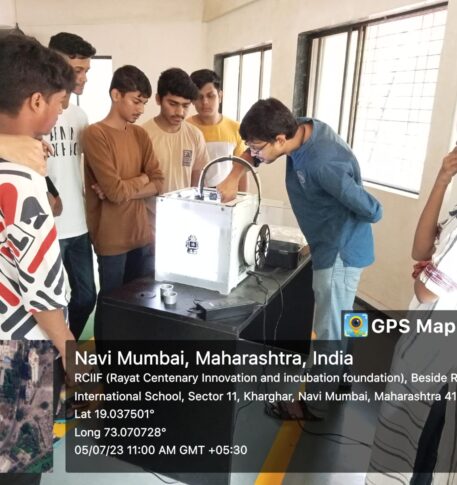 GPS Map
Navi Mumbai, Maharashtra, India
RCIIF (Rayat Centenary Innovation and incubation foundation), Beside R
International School, Sector 11, Kharghar, Navi Mumbai, Maharashtra 41
Lat 19.037501°
Long 73.070728°
05/07/23 11:00 AM GMT +05:30